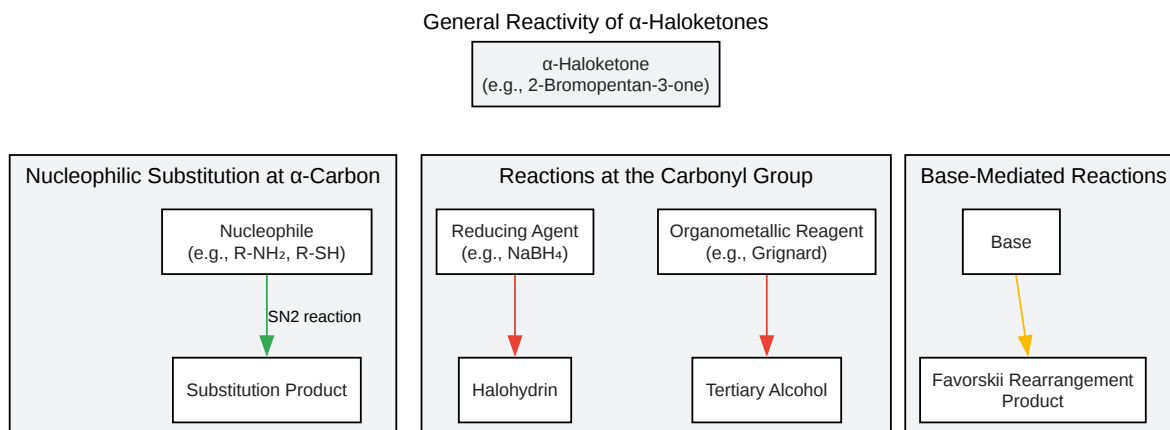 General Reactivity of α-Haloketones
α-Haloketone
(e.g., 2-Bromopentan-3-one)
Nucleophilic Substitution at α-Carbon
Nucleophile
(e.g., R-NH₂, R-SH)
SN2 reaction
Substitution Product
Reactions at the Carbonyl Group
Reducing Agent
(e.g., NaBH₄)
Organometallic Reagent
(e.g., Grignard)
Halohydrin
Tertiary Alcohol
Base-Mediated Reactions
Base
Favorskii Rearrangement
Product